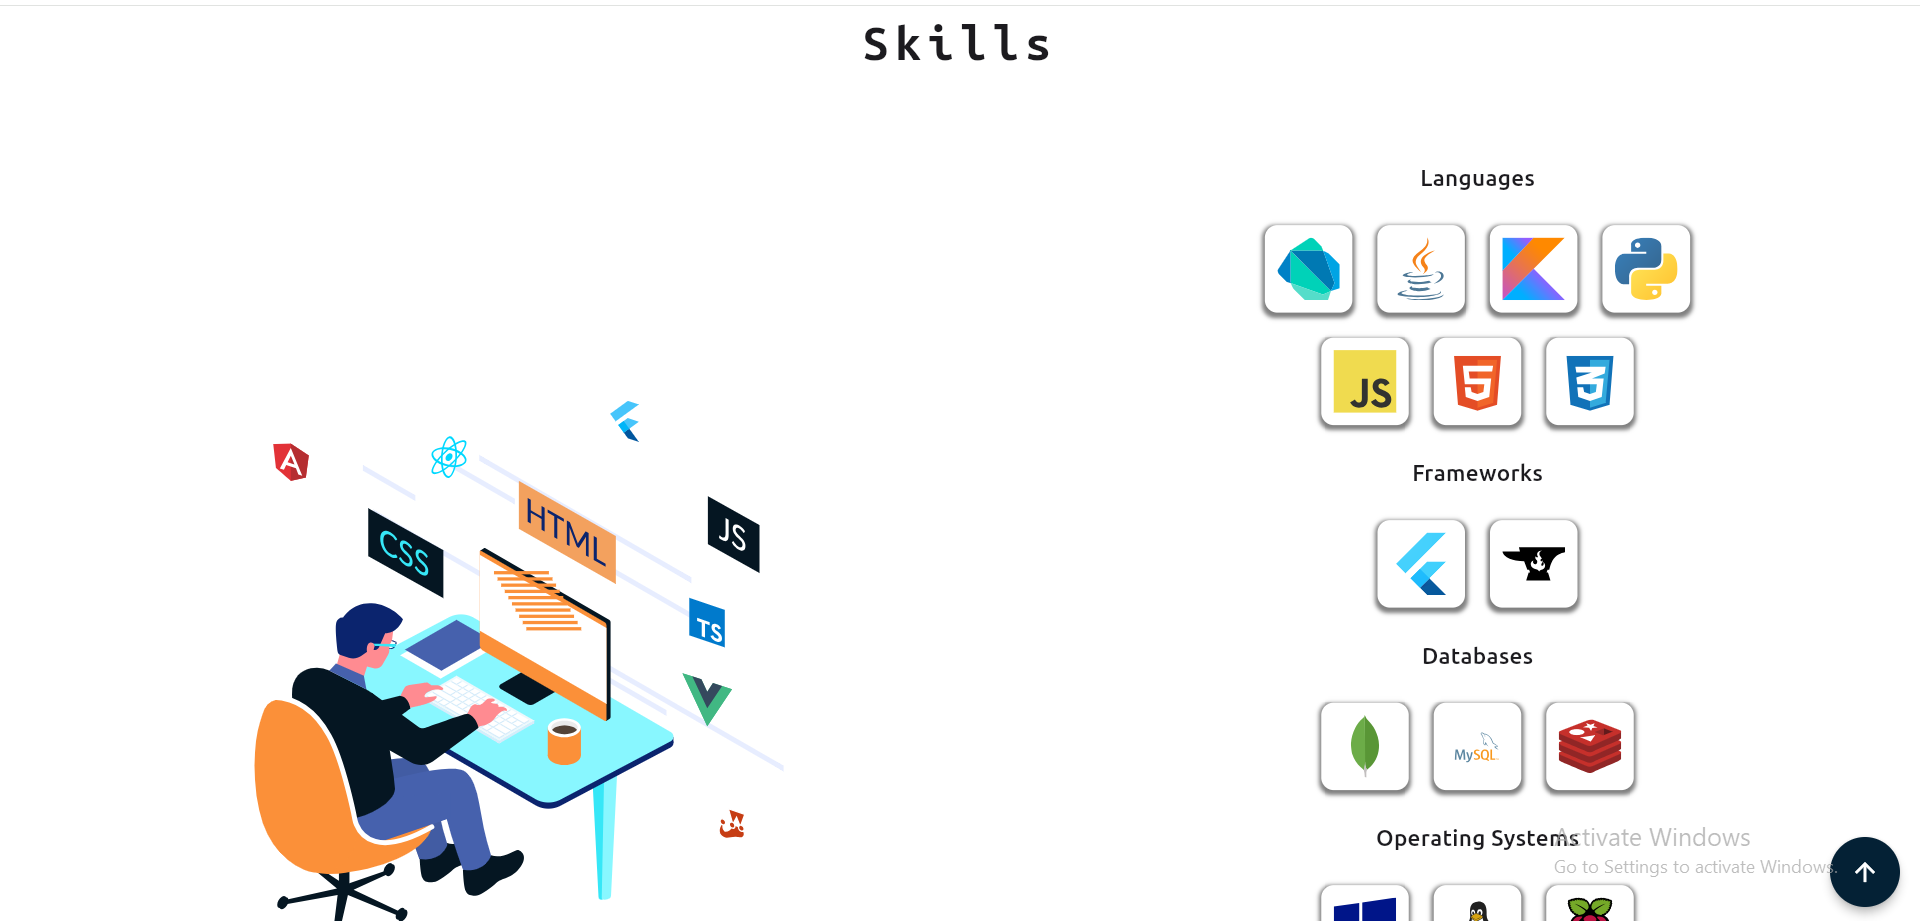 Skills
Languages
JS
Frameworks
HTML
JS
CSS
TS
Databases
MySQL
Operating Systems
Activate Windows
Go to Settings to activate Windows.